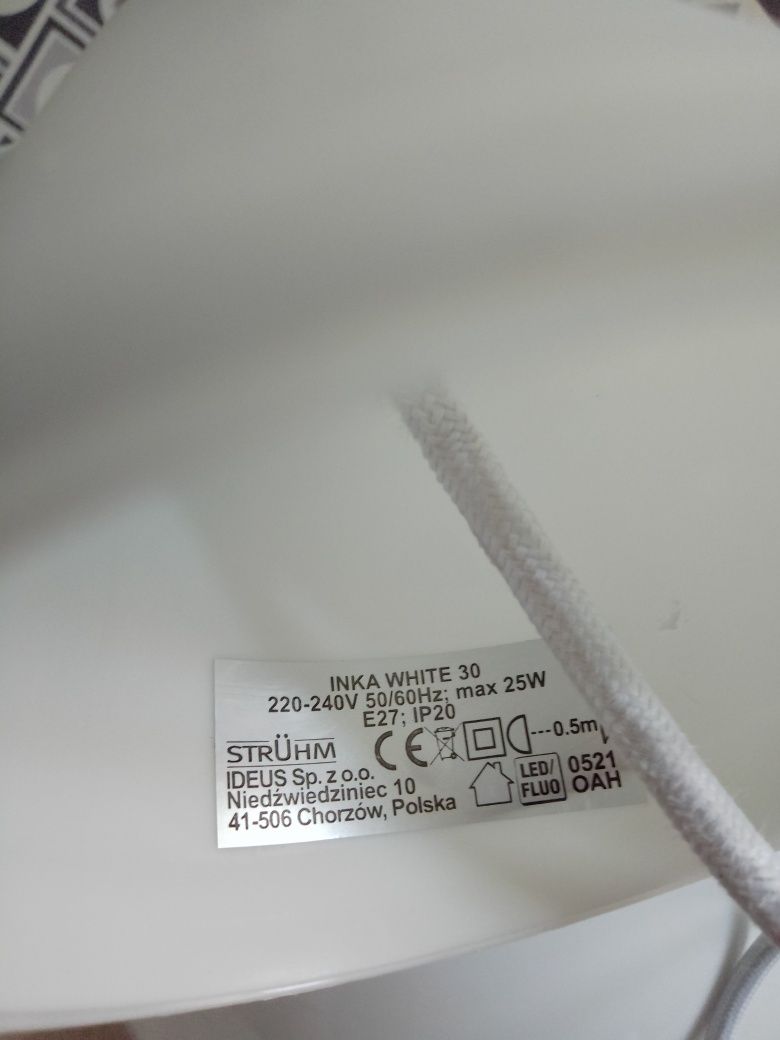 INKA WHITE 30
220-240V 50/60Hz; max 25W
E27; IP20
STRÜHM CE ---0.5m
IDEUS Sp. z o.o.
Niedźwiedziniec 10
41-506 Chorzów, Polska
LED/
FLUO
0521
OAH